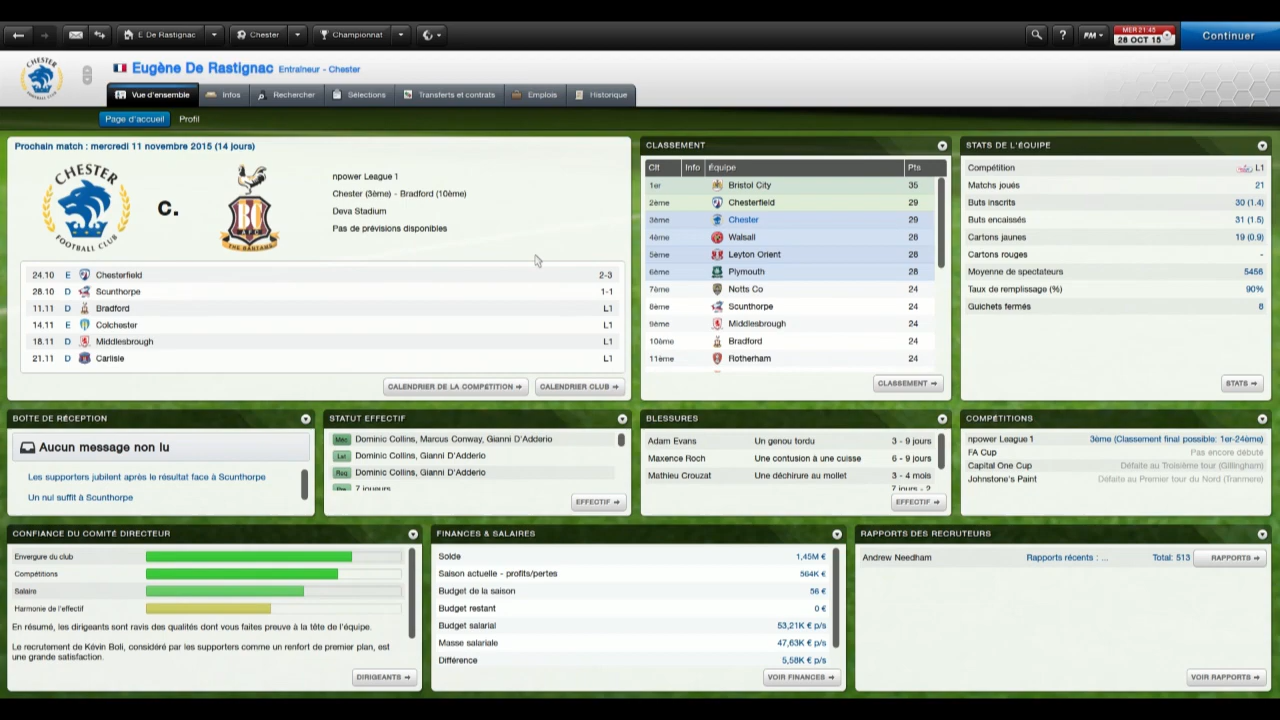 E. De Rastignac Chester Championnat ? FM MER 21:45 28 OCT 15 Continuer
Eugène De Rastignac Entraîneur - Chester
Vue d'ensemble Infos Rechercher Sélections Transferts et contrats Emplois Historique
Page d'accueil Profil
Prochain match : mercredi 11 novembre 2015 (14 jours)
CHESTER FOOTBALL CLUB
c.
npower League 1
Chester (3ème) - Bradford (10ème)
Deva Stadium
Pas de prévisions disponibles
24.10 E Chesterfield 2-3
28.10 D Scunthorpe 1-1
11.11 D Bradford L1
14.11 E Colchester L1
18.11 D Middlesbrough L1
21.11 D Carlisle L1
CALENDRIER DE LA COMPÉTITION CALENDRIER CLUB
CLASSEMENT
Clt Info Équipe Pts
1er Bristol City 35
2ème Chesterfield 29
3ème Chester 29
4ème Walsall 28
5ème Leyton Orient 28
6ème Plymouth 28
7ème Notts Co 24
8ème Scunthorpe 24
9ème Middlesbrough 24
10ème Bradford 24
11ème Rotherham 24
CLASSEMENT
STATS DE L'ÉQUIPE
Compétition L1
Matchs joués 21
Buts inscrits 30 (1.4)
Buts encaissés 31 (1.5)
Cartons jaunes 19 (0.9)
Cartons rouges -
Moyenne de spectateurs 5456
Taux de remplissage (%) 90%
Guichets fermés 8
STATS
BOÎTE DE RÉCEPTION
Aucun message non lu
Les supporters jubilent après le résultat face à Scunthorpe
Un nul suffit à Scunthorpe
STATUT EFFECTIF
Dominic Collins, Marcus Conway, Gianni D'Adderio
Lst Dominic Collins, Gianni D'Adderio
Req Dominic Collins, Gianni D'Adderio
7 joueurs
EFFECTIF
BLESSURES
Adam Evans Un genou tordu 3 - 9 jours
Maxence Roch Une contusion à une cuisse 6 - 9 jours
Mathieu Crouzat Une déchirure au mollet 3 - 4 mois
7 jours - 2
EFFECTIF
COMPÉTITIONS
npower League 1 3ème (Classement final possible: 1er-24ème)
FA Cup Pas encore débuté
Capital One Cup Défaite au Troisième tour (Gillingham)
Johnstone's Paint Défaite au Premier tour du Nord (Tranmere)
CONFIANCE DU COMITÉ DIRECTEUR
Envergure du club
Compétitions
Salaire
Harmonie de l'effectif
En résumé, les dirigeants sont ravis des qualités dont vous faites preuve à la tête de l'équipe.
Le recrutement de Kévin Boli, considéré par les supporters comme un renfort de premier plan, est
une grande satisfaction.
DIRIGEANTS
FINANCES & SALAIRES
Solde 1,45M €
Saison actuelle - profits/pertes 564K €
Budget de la saison 56 €
Budget restant 0 €
Budget salarial 53,21K € p/s
Masse salariale 47,63K € p/s
Différence 5,58K € p/s
VOIR FINANCES
RAPPORTS DES RECRUTEURS
Andrew Needham Rapports récents : ... Total: 513 RAPPORTS
VOIR RAPPORTS